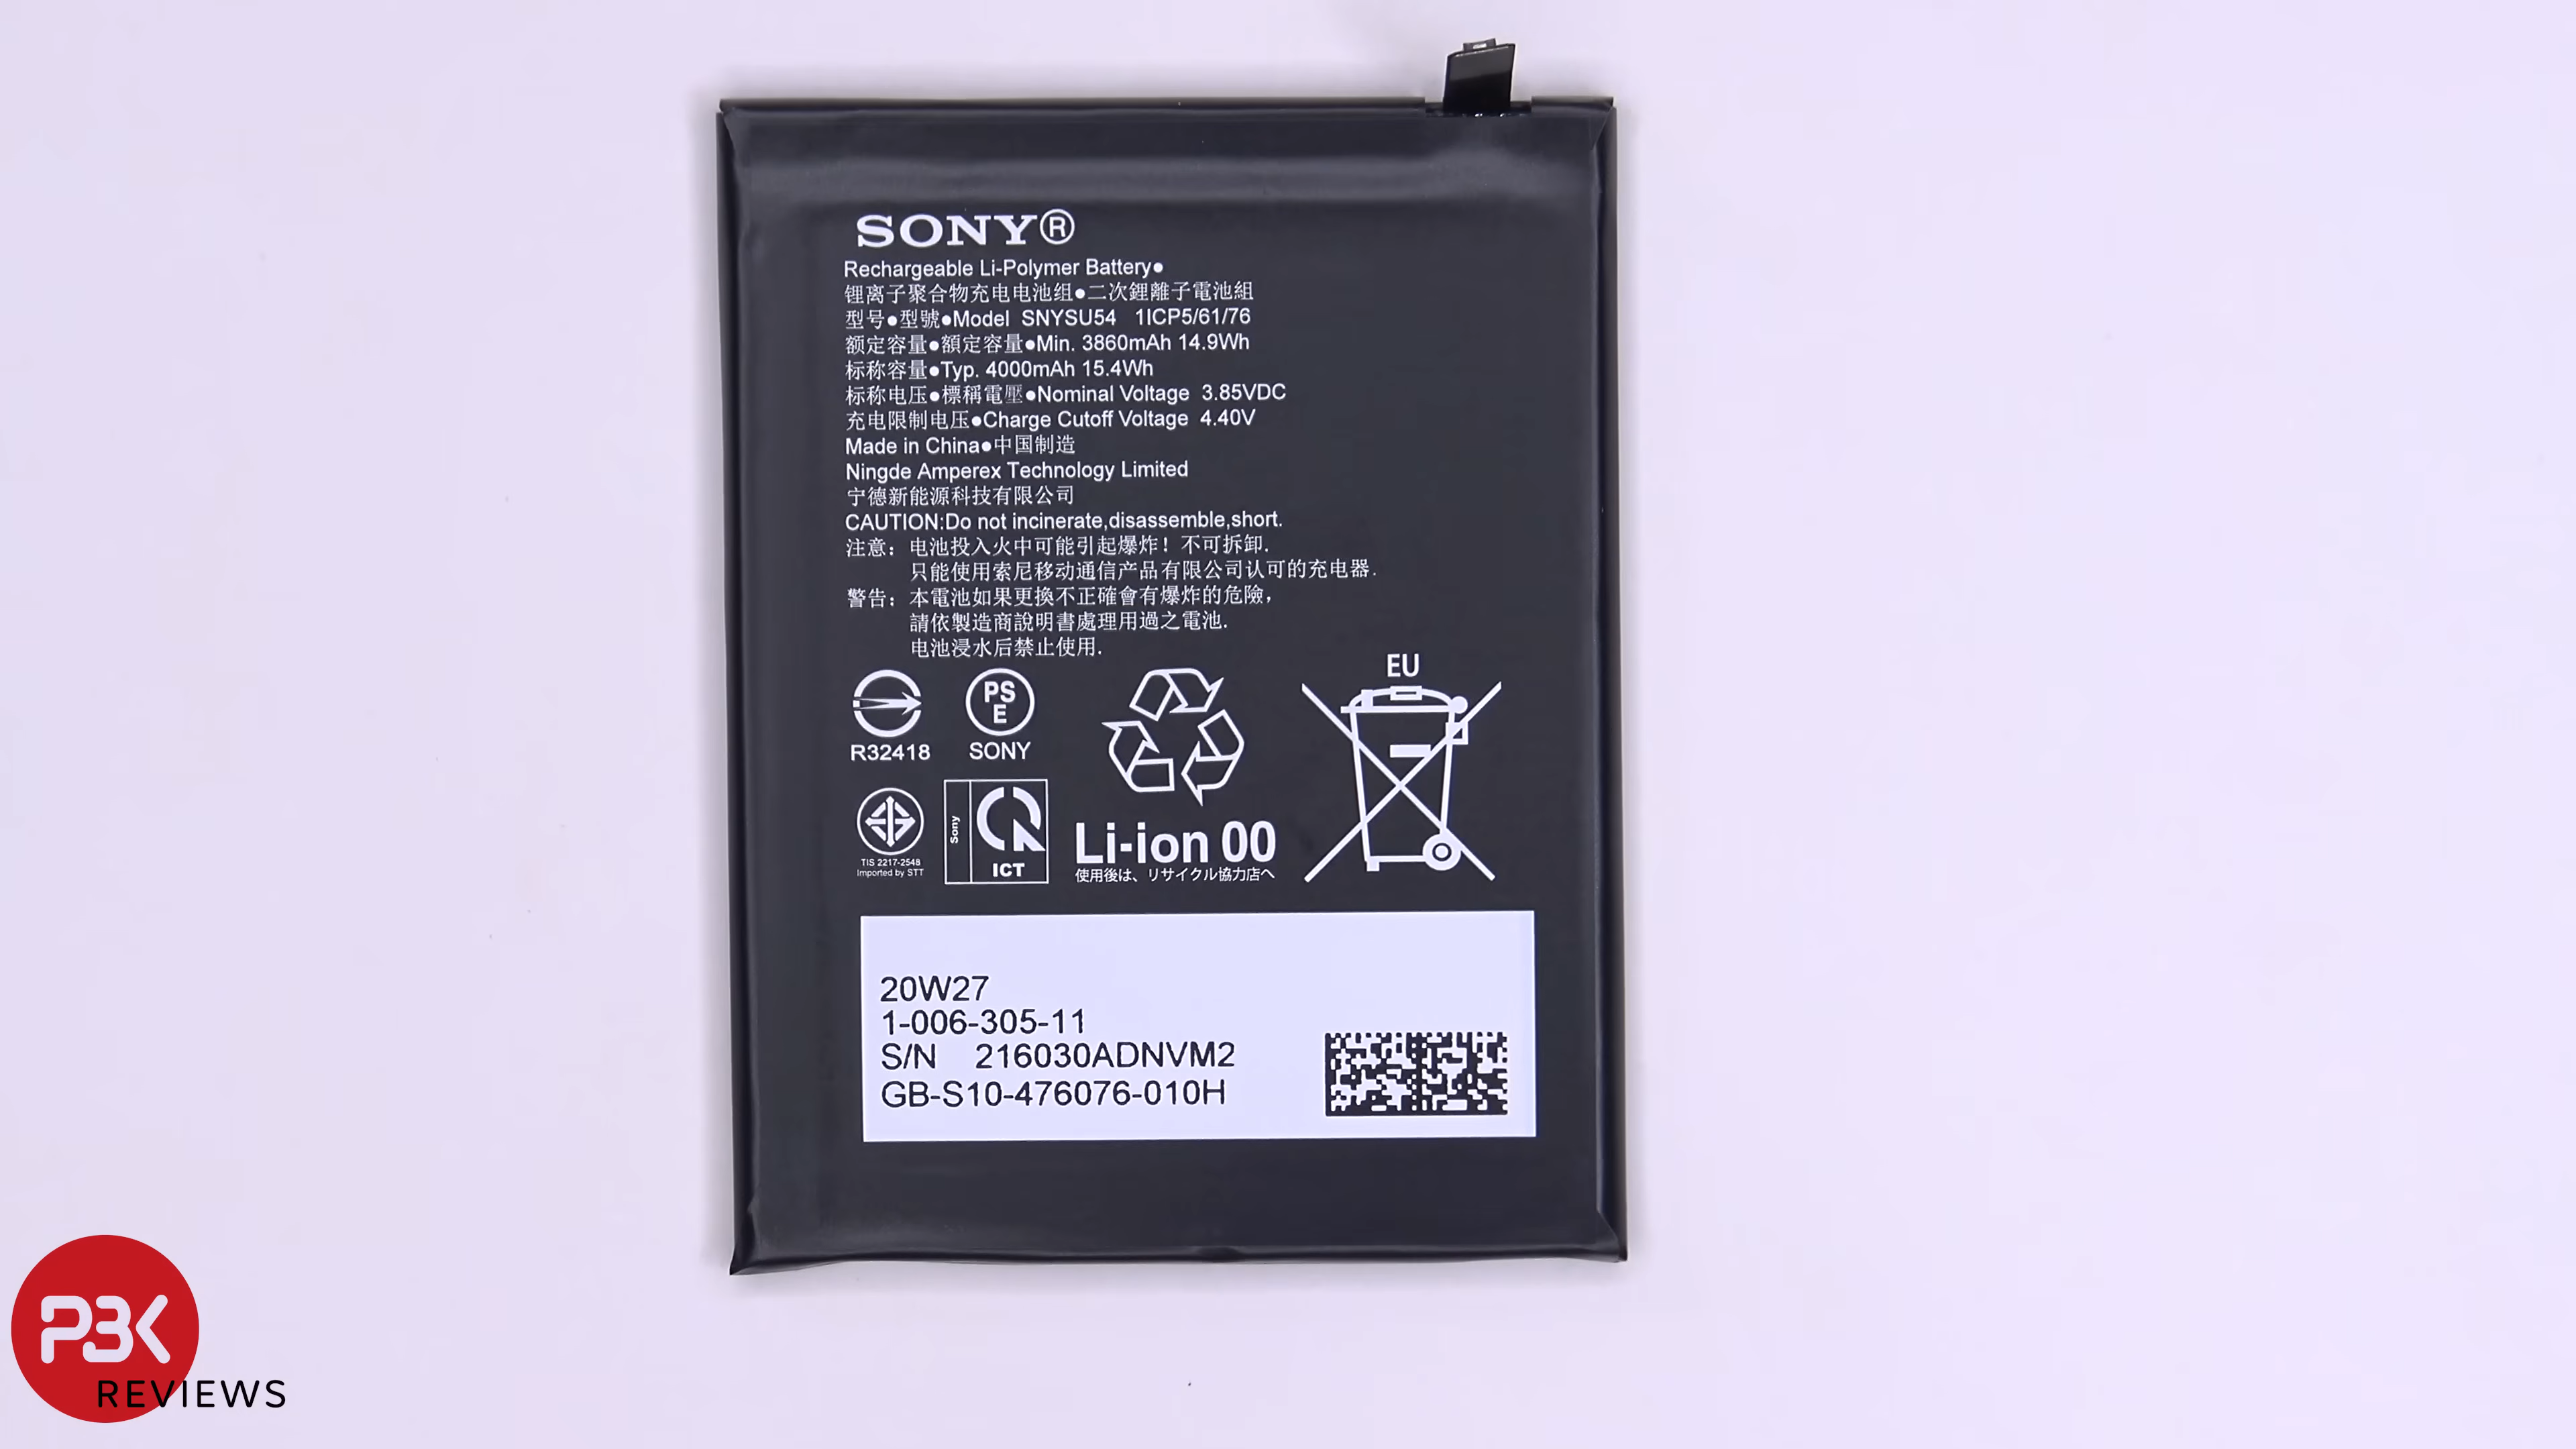 SONY®
Rechargeable Li-Polymer Battery●
锂离子聚合物充电电池组●二次鋰離子電池組
型号●型號●Model SNYSU54 1ICP5/61/76
额定容量●額定容量●Min. 3860mAh 14.9Wh
标称容量●Typ. 4000mAh 15.4Wh
标称电压●標稱電壓●Nominal Voltage 3.85VDC
充电限制电压●Charge Cutoff Voltage 4.40V
Made in China●中国制造
Ningde Amperex Technology Limited
宁德新能源科技有限公司
CAUTION:Do not incinerate,disassemble,short.
注意：电池投入火中可能引起爆炸！不可拆卸.
只能使用索尼移动通信产品有限公司认可的充电器.
警告：本電池如果更換不正確會有爆炸的危險，
請依製造商說明書處理用過之電池.
电池浸水后禁止使用.
EU
PS
E
R32418
SONY
TIS 2217-2548
Imported by STT
Sony
ICT
Li-ion 00
使用後は、リサイクル協力店へ
20W27
1-006-305-11
S/N 216030ADNVM2
GB-S10-476076-010H
PBK
REVIEWS